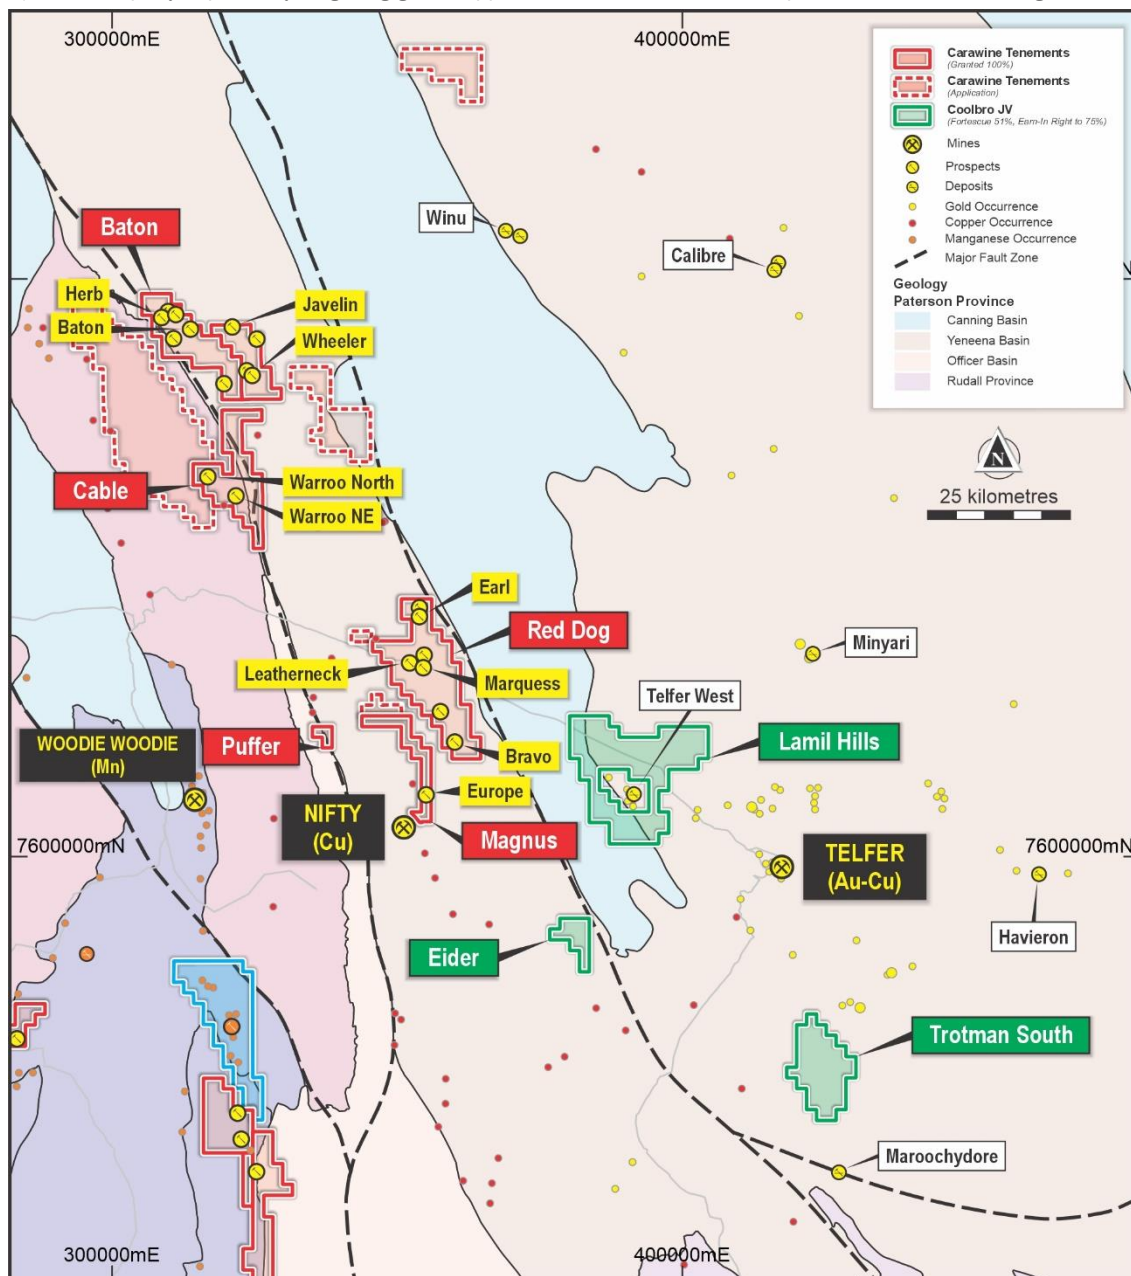 300000mE
400000mE
Carawine Tenements
(Granted 100%)
Carawine Tenements
(Application)
Coolbro JV
(Fortescue 51%, Earn-In Right to 75%)
Mines
Prospects
Deposits
Gold Occurrence
Copper Occurrence
Manganese Occurrence
Major Fault Zone
Geology
Paterson Province
Canning Basin
Yeneena Basin
Officer Basin
Rudall Province
N
N
25 kilometres
Winu
Calibre
Baton
Herb
Javelin
Baton
Wheeler
Cable
Warroo North
Warroo NE
Earl
Red Dog
Minyari
Leatherneck
Marquess
Telfer West
WOODIE WOODIE
(Mn)
Puffer
Lamil Hills
Bravo
Europe
NIFTY
(Cu)
Magnus
7600000mN
TELFER
(Au-Cu)
7600000mN
Havieron
Eider
Trotman South
Maroochydore
300000mE
400000mE